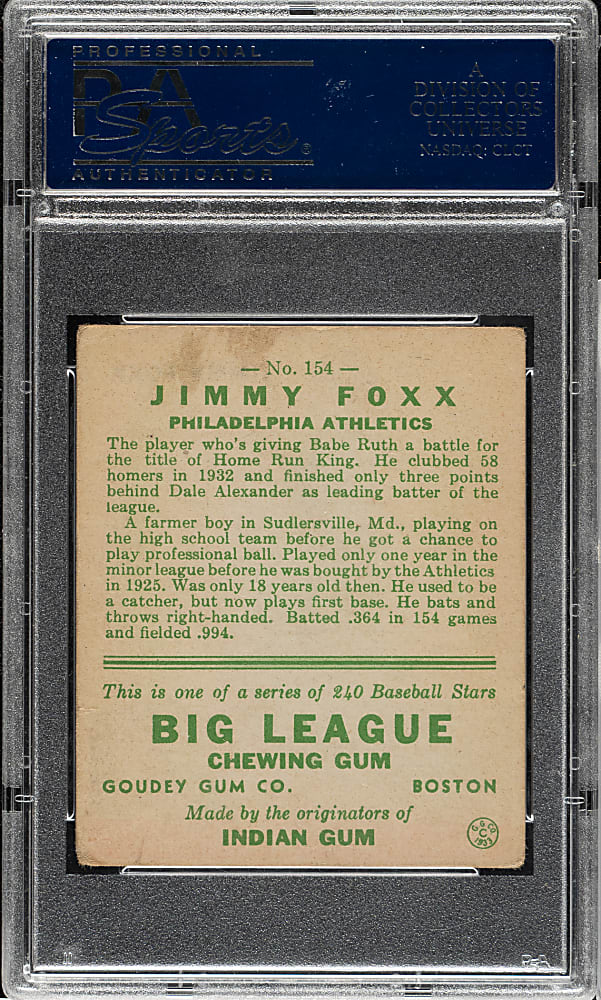 PROFESSIONAL
PSA
Sports®
AUTHENTICATOR
A
DIVISION OF
COLLECTORS
UNIVERSE
NASDAQ: CLCT
— No. 154 —
JIMMY FOXX
PHILADELPHIA ATHLETICS
The player who's giving Babe Ruth a battle for
the title of Home Run King. He clubbed 58
homers in 1932 and finished only three points
behind Dale Alexander as leading batter of the
league.
A farmer boy in Sudlersville, Md., playing on
the high school team before he got a chance to
play professional ball. Played only one year in the
minor league before he was bought by the Athletics
in 1925. Was only 18 years old then. He used to be
a catcher, but now plays first base. He bats and
throws right-handed. Batted .364 in 154 games
and fielded .994.
This is one of a series of 240 Baseball Stars
BIG LEAGUE
CHEWING GUM
GOUDEY GUM CO. BOSTON
Made by the originators of
INDIAN GUM
G.G.CO.
C
1933
PSA